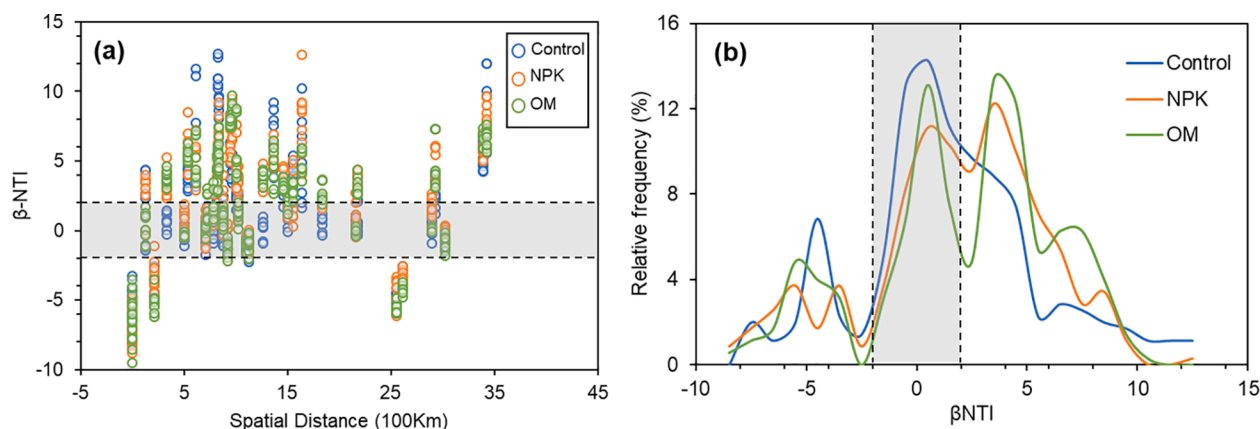 (a)
Control
NPK
OM
15
10
5
0
-5
-10
β-NTI
-5 5 15 25 35 45
Spatial Distance (100Km)
(b)
Control
NPK
OM
16
12
8
4
0
Relative frequency (%)
-10 -5 0 5 10 15
βNTI